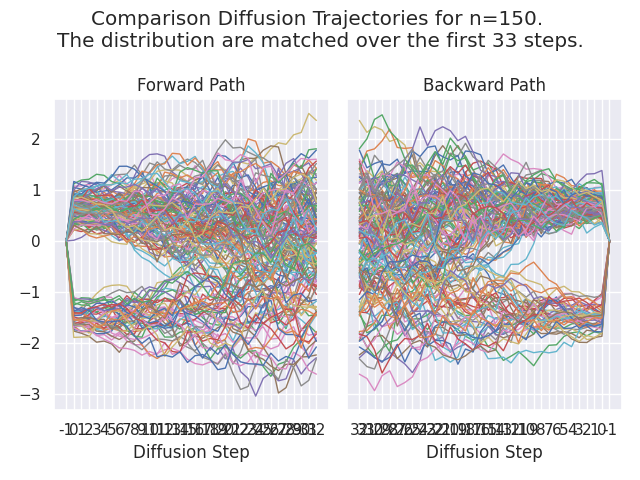 Comparison Diffusion Trajectories for n=150.
The distribution are matched over the first 33 steps.
Forward Path
Backward Path
2
1
0
−1
−2
−3
Diffusion Step
Diffusion Step